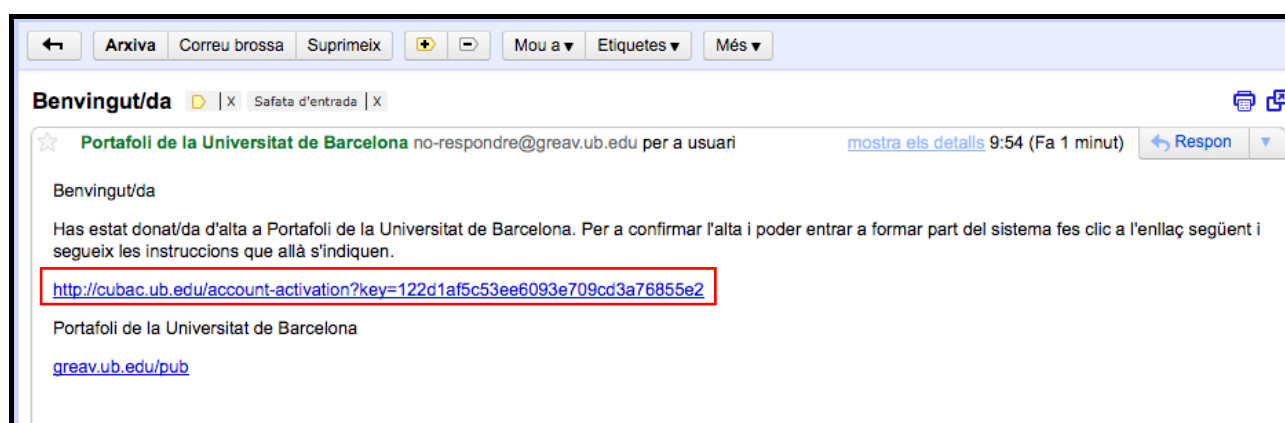 Arxiva Correu brossa Suprimeix Mou a Etiquetes Més
Benvingut/da X Safata d'entrada X
Portafoli de la Universitat de Barcelona no-respondre@greav.ub.edu per a usuari mostra els detalls 9:54 (Fa 1 minut) Respon
Benvingut/da
Has estat donat/da d'alta a Portafoli de la Universitat de Barcelona. Per a confirmar l'alta i poder entrar a formar part del sistema fes clic a l'enllaç següent i
segueix les instruccions que allà s'indiquen.
http://cubac.ub.edu/account-activation?key=122d1af5c53ee6093e709cd3a76855e2
Portafoli de la Universitat de Barcelona
greav.ub.edu/pub